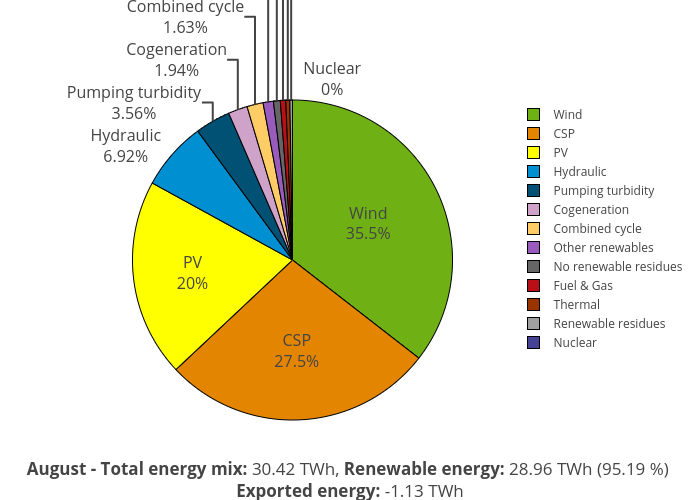 Combined cycle
1.63%
Cogeneration
1.94%
Pumping turbidity
3.56%
Hydraulic
6.92%
Nuclear
0%
Wind
35.5%
PV
20%
CSP
27.5%
Wind
CSP
PV
Hydraulic
Pumping turbidity
Cogeneration
Combined cycle
Other renewables
No renewable residues
Fuel & Gas
Thermal
Renewable residues
Nuclear
August - Total energy mix: 30.42 TWh, Renewable energy: 28.96 TWh (95.19 %)
Exported energy: -1.13 TWh